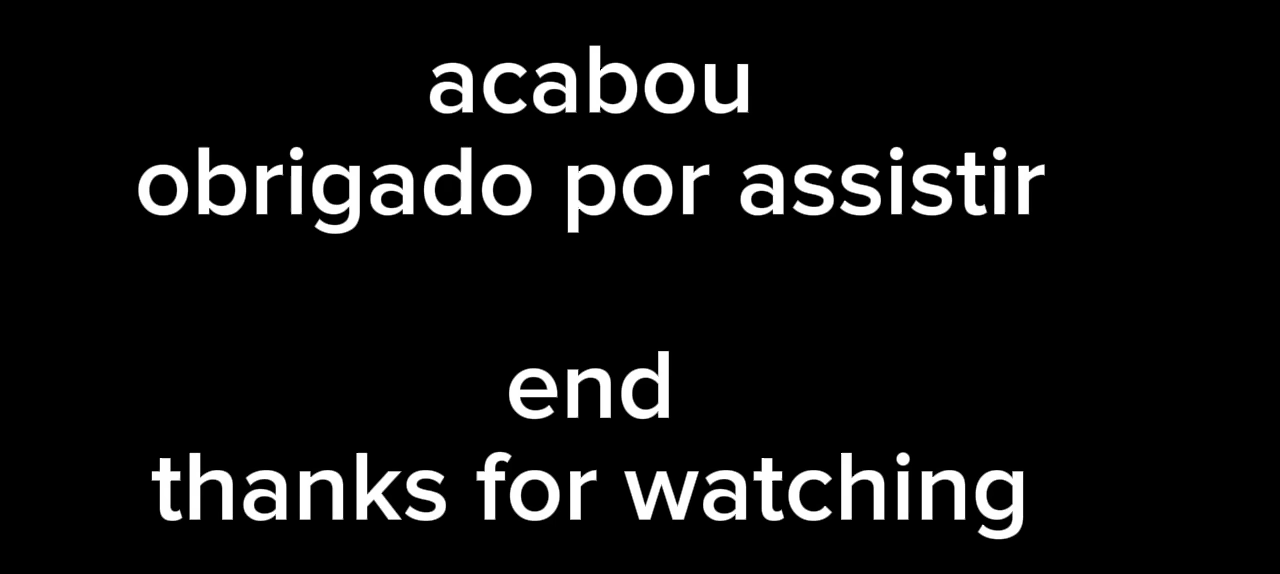 acabou
obrigado por assistir
end
thanks for watching